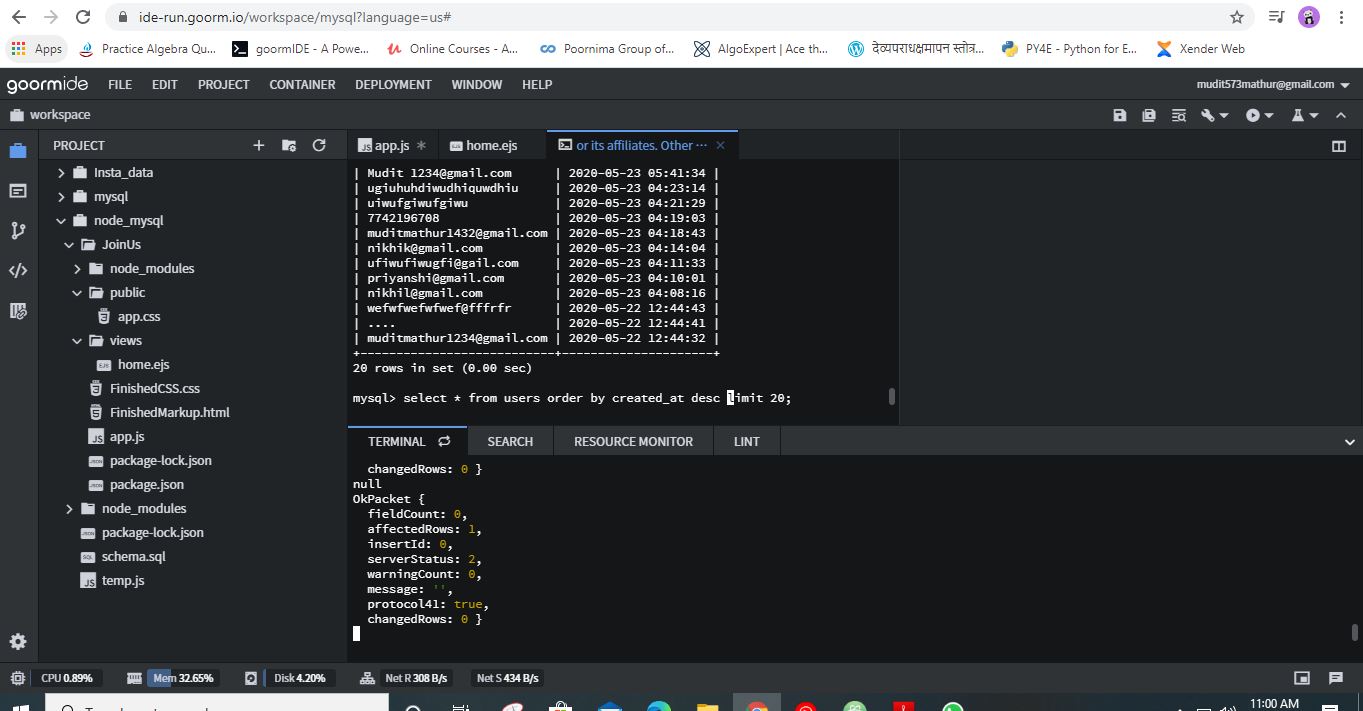 ide-run.goorm.io/workspace/mysql?language=us#
Apps
Practice Algebra Qu...
goormIDE - A Powe...
Online Courses - A...
Poornima Group of...
AlgoExpert | Ace th...
देव्यपराधक्षमापन स्तोत्र...
PY4E - Python for E...
Xender Web
goormide FILE EDIT PROJECT CONTAINER DEPLOYMENT WINDOW HELP
mudit573mathur@gmail.com
workspace
PROJECT
Insta_data
mysql
node_mysql
JoinUs
node_modules
public
app.css
views
home.ejs
FinishedCSS.css
FinishedMarkup.html
app.js
package-lock.json
package.json
node_modules
package-lock.json
schema.sql
temp.js
app.js *
home.ejs
or its affiliates. Other ··· ×
| Mudit 1234@gmail.com | 2020-05-23 05:41:34 |
| ugiuhuhdiwudhiquwdhiu | 2020-05-23 04:23:14 |
| uiwufgiwufgiwu | 2020-05-23 04:21:29 |
| 7742196708 | 2020-05-23 04:19:03 |
| muditmathur1432@gmail.com | 2020-05-23 04:18:43 |
| nikhik@gmail.com | 2020-05-23 04:14:04 |
| ufiwufiwugfi@gail.com | 2020-05-23 04:11:33 |
| priyanshi@gmail.com | 2020-05-23 04:10:01 |
| nikhil@gmail.com | 2020-05-23 04:08:16 |
| wefwfwefwfwef@fffrfr | 2020-05-22 12:44:43 |
| .... | 2020-05-22 12:44:41 |
| muditmathur1234@gmail.com | 2020-05-22 12:44:32 |
+---------------------------+---------------------+
20 rows in set (0.00 sec)
mysql> select * from users order by created_at desc limit 20;
TERMINAL SEARCH RESOURCE MONITOR LINT
changedRows: 0 }
null
OkPacket {
fieldCount: 0,
affectedRows: 1,
insertId: 0,
serverStatus: 2,
warningCount: 0,
message: '',
protocol41: true,
changedRows: 0 }
CPU 0.89%
Mem 32.65%
Disk 4.20%
Net R 308 B/s
Net S 434 B/s
11:00 AM